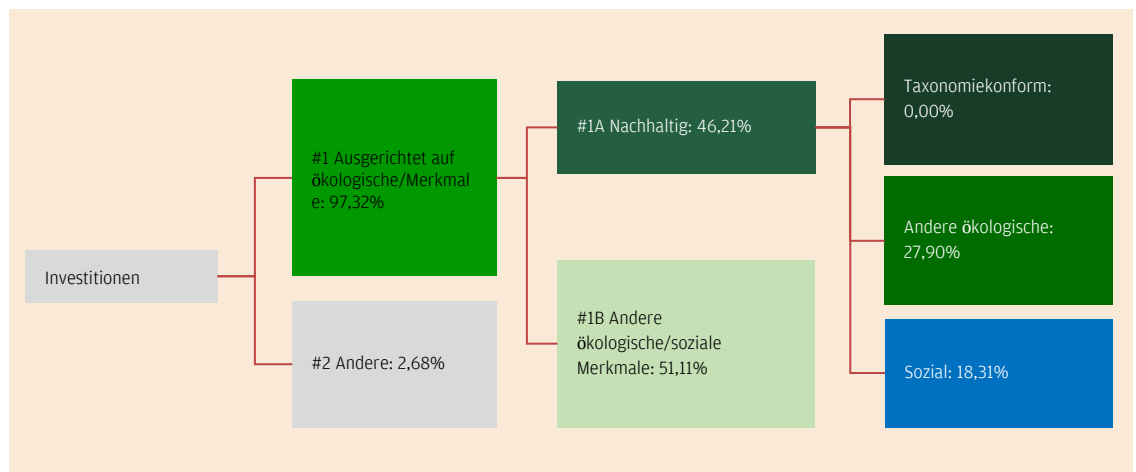 Investitionen
#1 Ausgerichtet auf
ökologische/Merkmal
e: 97,32%
#2 Andere: 2,68%
#1A Nachhaltig: 46,21%
#1B Andere
ökologische/soziale
Merkmale: 51,11%
Taxonomiekonform:
0,00%
Andere ökologische:
27,90%
Sozial: 18,31%